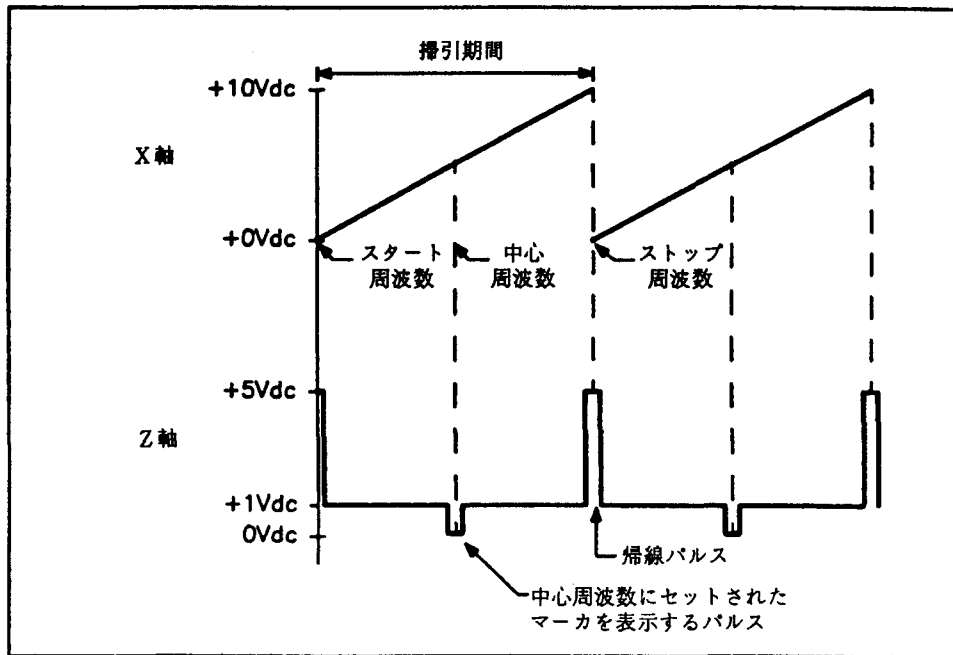 掃引期間
+10Vdc
X軸
+0Vdc
スタート
周波数
中心
周波数
ストップ
周波数
+5Vdc
Z軸
+1Vdc
0Vdc
帰線パルス
中心周波数にセットされた
マーカを表示するパルス